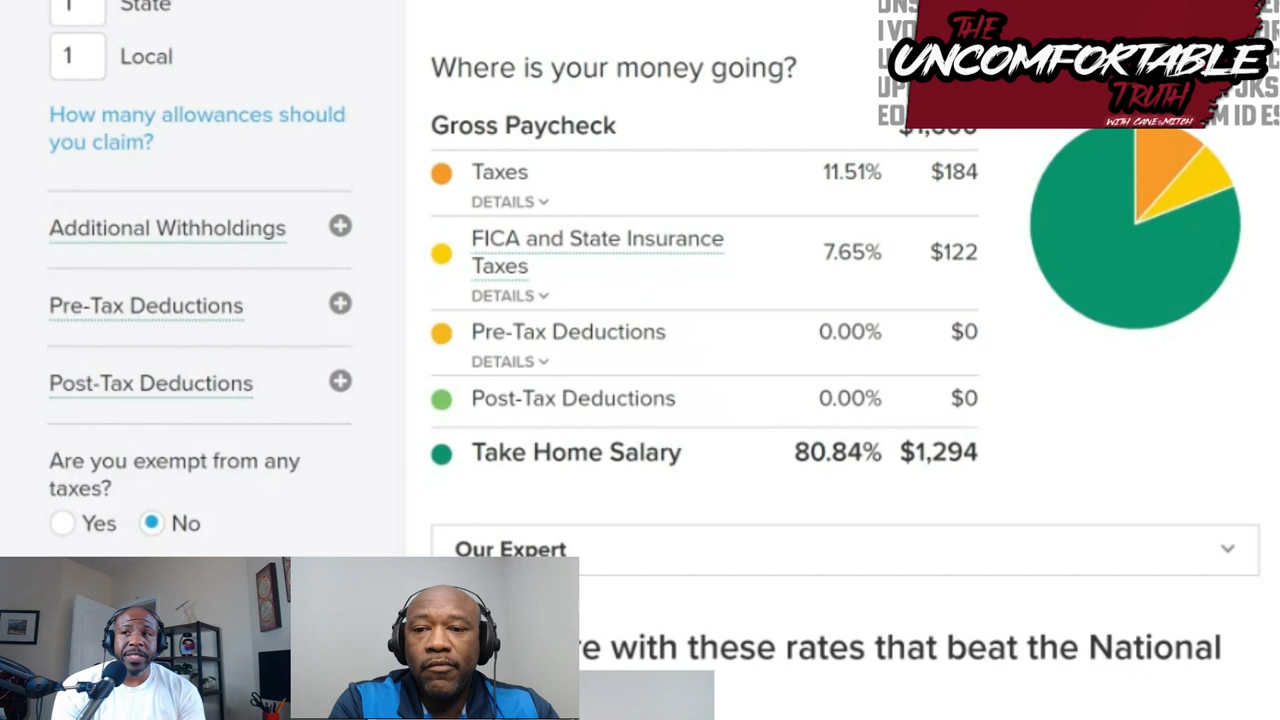 1 State
1 Local
How many allowances should
you claim?
Additional Withholdings
Pre-Tax Deductions
Post-Tax Deductions
Are you exempt from any
taxes?
Yes No
Where is your money going?
Gross Paycheck
Taxes 11.51% $184
DETAILS
FICA and State Insurance
Taxes 7.65% $122
DETAILS
Pre-Tax Deductions 0.00% $0
DETAILS
Post-Tax Deductions 0.00% $0
Take Home Salary 80.84% $1,294
Our Expert
with these rates that beat the National
THE
UNCOMFORTABLE
TRUTH
WITH CANE & MITCH